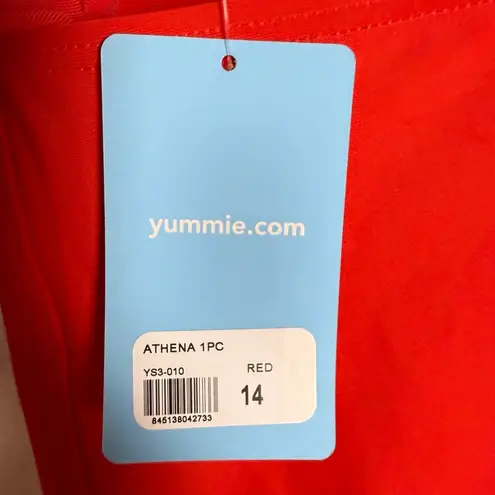 yummie.com
ATHENA 1PC
YS3-010 RED
14
845138042733